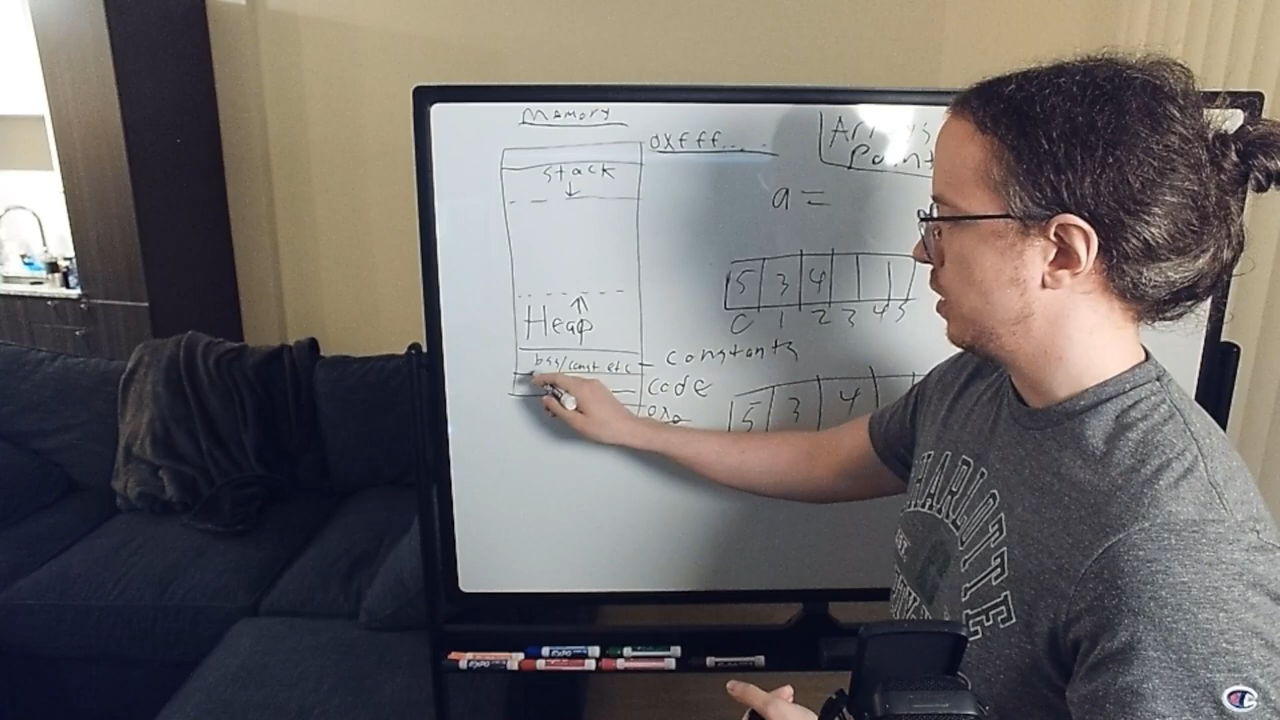 Memory
0xfff....
stack
a =
5 3 4
0 1 2 3 4 5
Heap
bss/const etc
constants
code
0x0
5 3 4
EXPO